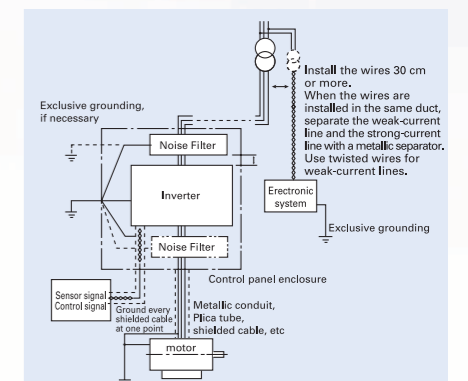 Install the wires 30 cm
or more.
When the wires are
installed in the same duct,
separate the weak-current
line and the strong-current
line with a metallic separator.
Use twisted wires for
weak-current lines.
Exclusive grounding,
if necessary
Noise Filter
Inverter
Erectronic
system
Exclusive grounding
Noise Filter
Control panel enclosure
Sensor signal
Control signal
Ground every
shielded cable
at one point
Metallic conduit,
Plica tube,
shielded cable, etc
motor